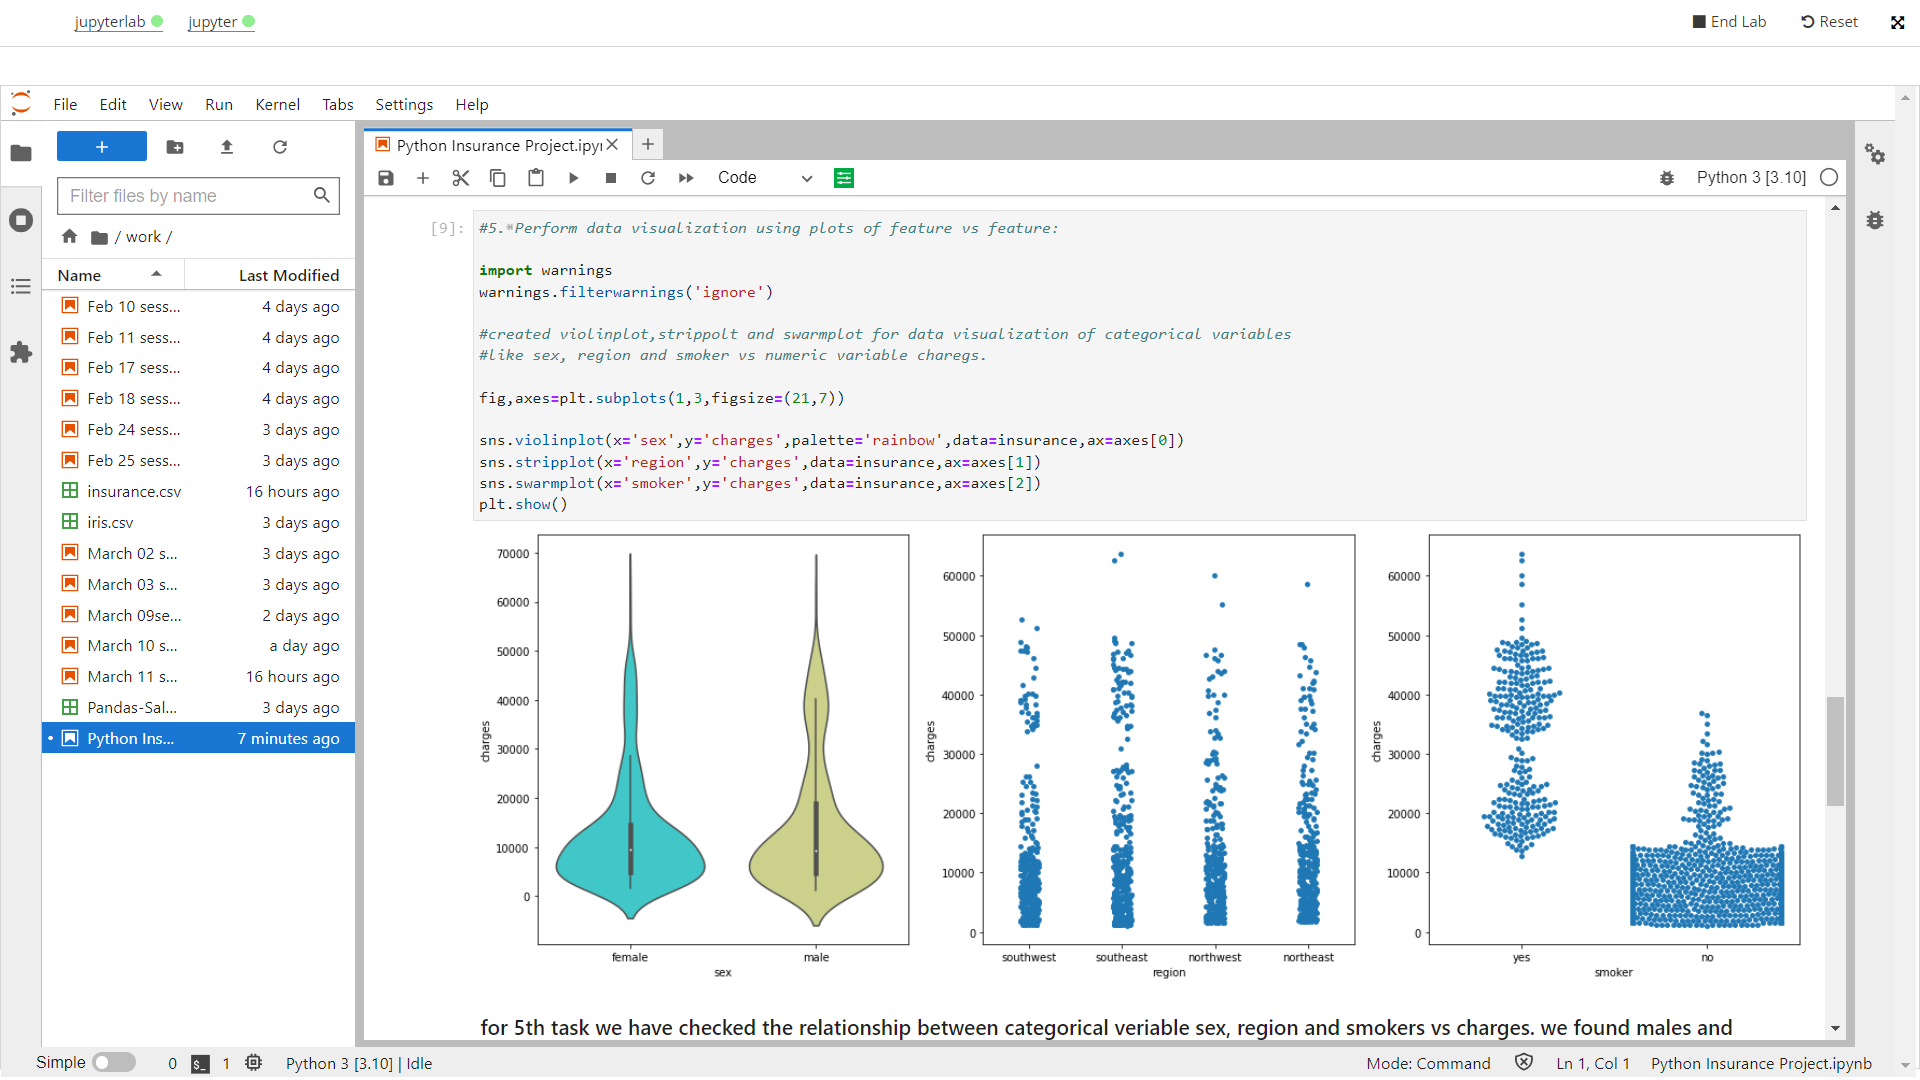 jupyterlab jupyter End Lab Reset
File Edit View Run Kernel Tabs Settings Help
Python Insurance Project.ipyn
Filter files by name
/ work /
Name Last Modified
Feb 10 sess... 4 days ago
Feb 11 sess... 4 days ago
Feb 17 sess... 4 days ago
Feb 18 sess... 4 days ago
Feb 24 sess... 3 days ago
Feb 25 sess... 3 days ago
insurance.csv 16 hours ago
iris.csv 3 days ago
March 02 s... 3 days ago
March 03 s... 3 days ago
March 09se... 2 days ago
March 10 s... a day ago
March 11 s... 16 hours ago
Pandas-Sal... 3 days ago
Python Ins... 7 minutes ago
Code Python 3 [3.10]
[9]: #5.*Perform data visualization using plots of feature vs feature:
import warnings
warnings.filterwarnings('ignore')
#created violinplot,strippolt and swarmplot for data visualization of categorical variables
#like sex, region and smoker vs numeric variable charegs.
fig,axes=plt.subplots(1,3,figsize=(21,7))
sns.violinplot(x='sex',y='charges',palette='rainbow',data=insurance,ax=axes[0])
sns.stripplot(x='region',y='charges',data=insurance,ax=axes[1])
sns.swarmplot(x='smoker',y='charges',data=insurance,ax=axes[2])
plt.show()
70000
60000
50000
40000
30000
20000
10000
0
charges
female male
sex
60000
50000
40000
30000
20000
10000
0
charges
southwest southeast northwest northeast
region
60000
50000
40000
30000
20000
10000
0
charges
yes no
smoker
for 5th task we have checked the relationship between categorical veriable sex, region and smokers vs charges. we found males and
Simple 0 $_ 1 Python 3 [3.10] | Idle Mode: Command Ln 1, Col 1 Python Insurance Project.ipynb